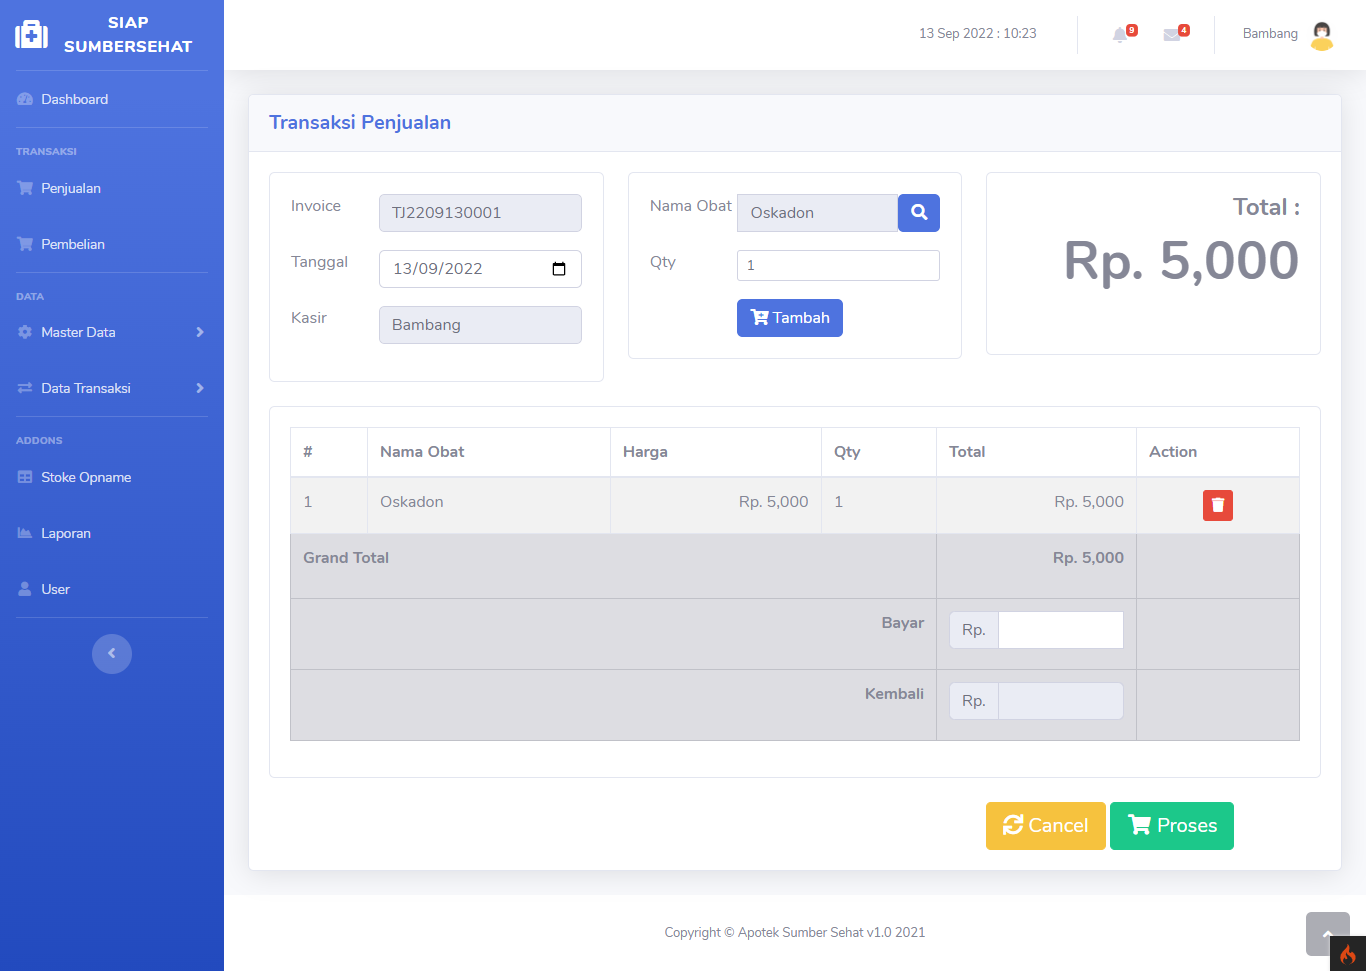 SIAP
SUMBERSEHAT
13 Sep 2022 : 10:23
9
4
Bambang
Dashboard
TRANSAKSI
Penjualan
Pembelian
DATA
Master Data
Data Transaksi
ADDONS
Stoke Opname
Laporan
User
Transaksi Penjualan
Invoice TJ2209130001
Tanggal 13/09/2022
Kasir Bambang
Nama Obat Oskadon
Qty 1
Tambah
Total :
Rp. 5,000
# Nama Obat Harga Qty Total Action
1 Oskadon Rp. 5,000 1 Rp. 5,000
Grand Total Rp. 5,000
Bayar Rp.
Kembali Rp.
Cancel Proses
Copyright © Apotek Sumber Sehat v1.0 2021